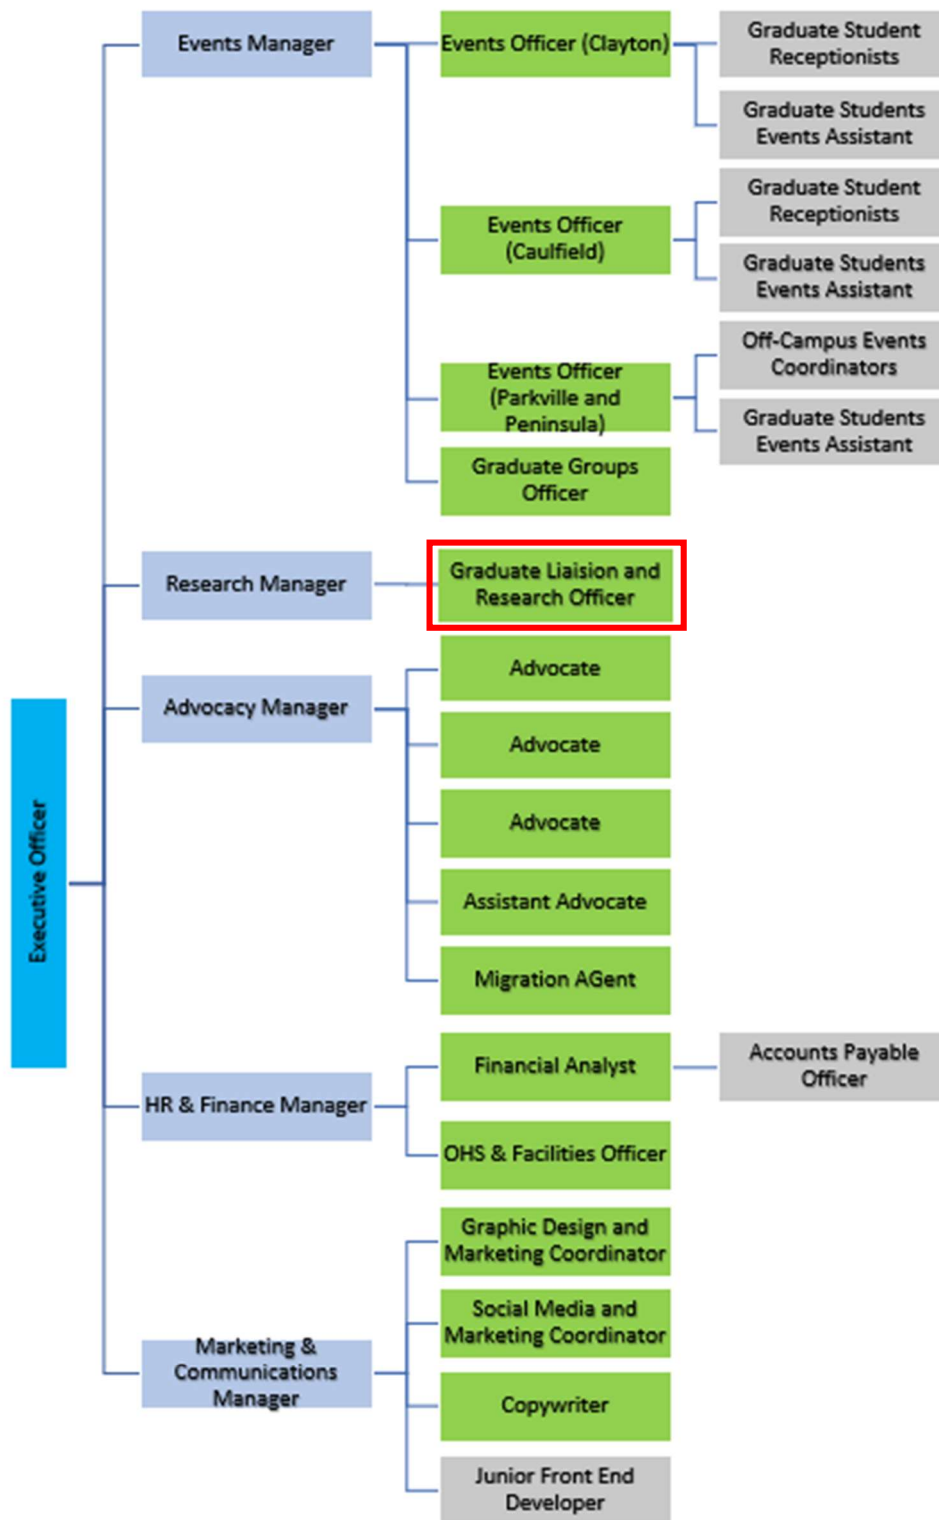 Events Manager
Events Officer (Clayton)
Graduate Student
Receptionists
Graduate Students
Events Assistant
Events Officer
(Caulfield)
Graduate Student
Receptionists
Graduate Students
Events Assistant
Events Officer
(Parkville and
Peninsula)
Off-Campus Events
Coordinators
Graduate Students
Events Assistant
Graduate Groups
Officer
Research Manager
Graduate Liaision and
Research Officer
Advocacy Manager
Advocate
Advocate
Advocate
Assistant Advocate
Migration AGent
Executive Officer
HR & Finance Manager
Financial Analyst
Accounts Payable
Officer
OHS & Facilities Officer
Marketing &
Communications
Manager
Graphic Design and
Marketing Coordinator
Social Media and
Marketing Coordinator
Copywriter
Junior Front End
Developer